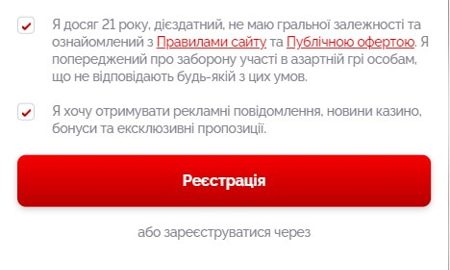 Я досяг 21 року, дієздатний, не маю гральної залежності та
ознайомлений з Правилами сайту та Публічною офертою. Я
попереджений про заборону участі в азартній грі особам,
що не відповідають будь-якій з цих умов.
Я хочу отримувати рекламні повідомлення, новини казино,
бонуси та ексклюзивні пропозиції.
Реєстрація
або зареєструватися через